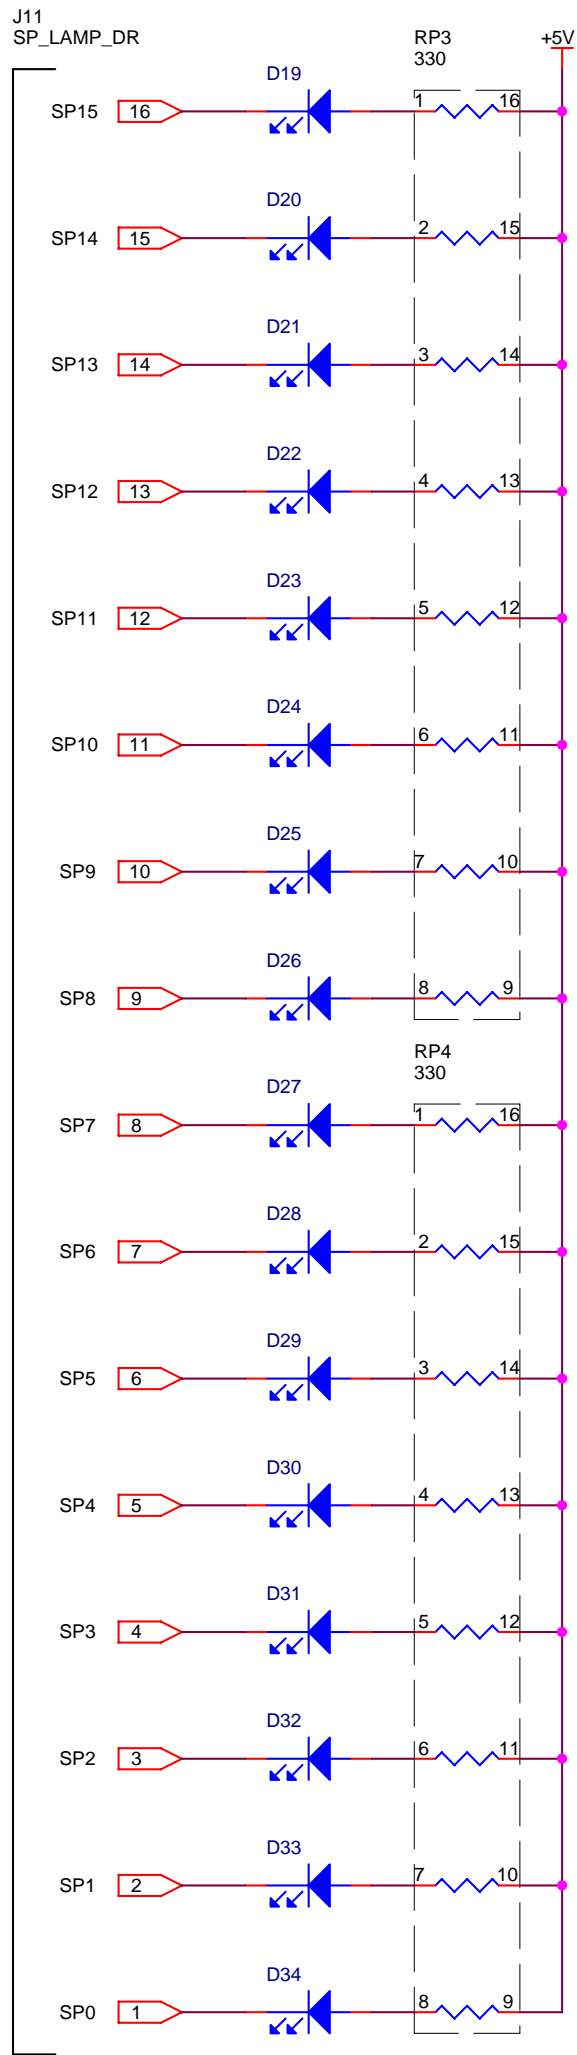 J11
SP_LAMP_DR
RP3
330
+5V
D19
SP15 16 1 16
D20
SP14 15 2 15
D21
SP13 14 3 14
D22
SP12 13 4 13
D23
SP11 12 5 12
D24
SP10 11 6 11
D25
SP9 10 7 10
D26
SP8 9 8 9
RP4
330
D27
SP7 8 1 16
D28
SP6 7 2 15
D29
SP5 6 3 14
D30
SP4 5 4 13
D31
SP3 4 5 12
D32
SP2 3 6 11
D33
SP1 2 7 10
D34
SP0 1 8 9